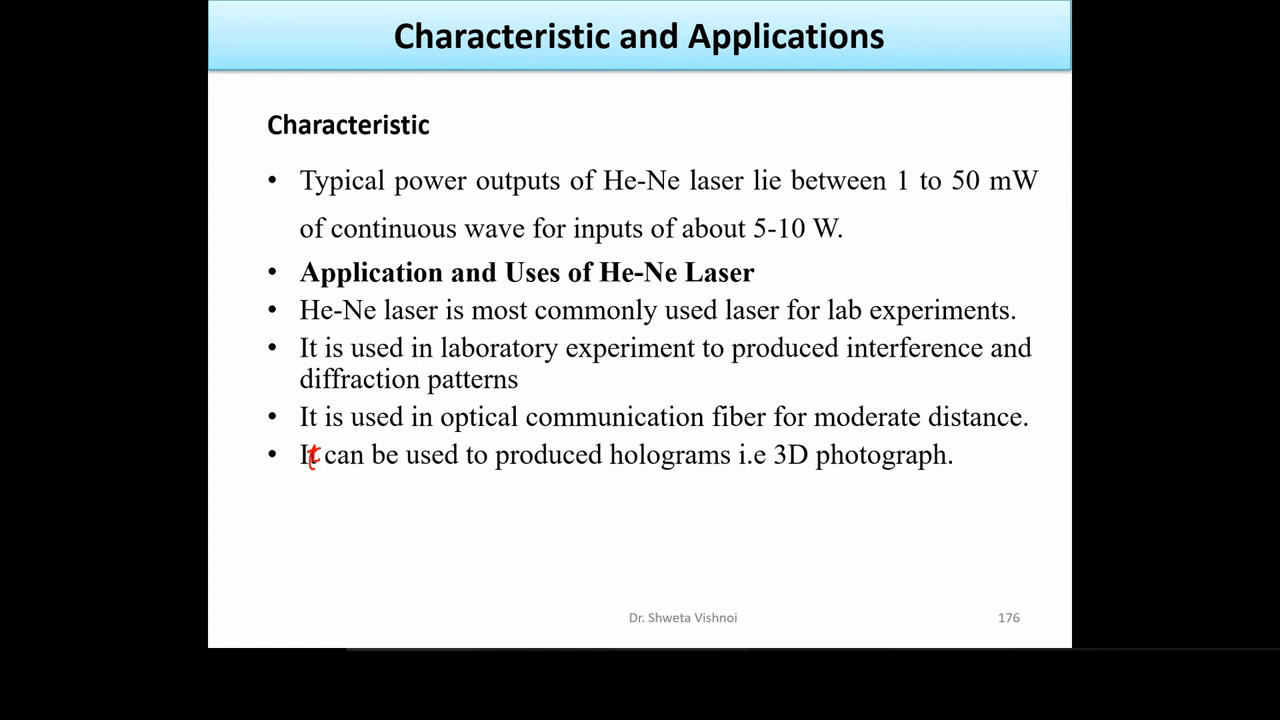 Characteristic and Applications
Characteristic
• Typical power outputs of He-Ne laser lie between 1 to 50 mW
of continuous wave for inputs of about 5-10 W.
• Application and Uses of He-Ne Laser
• He-Ne laser is most commonly used laser for lab experiments.
• It is used in laboratory experiment to produced interference and
diffraction patterns
• It is used in optical communication fiber for moderate distance.
• It can be used to produced holograms i.e 3D photograph.
Dr. Shweta Vishnoi
176